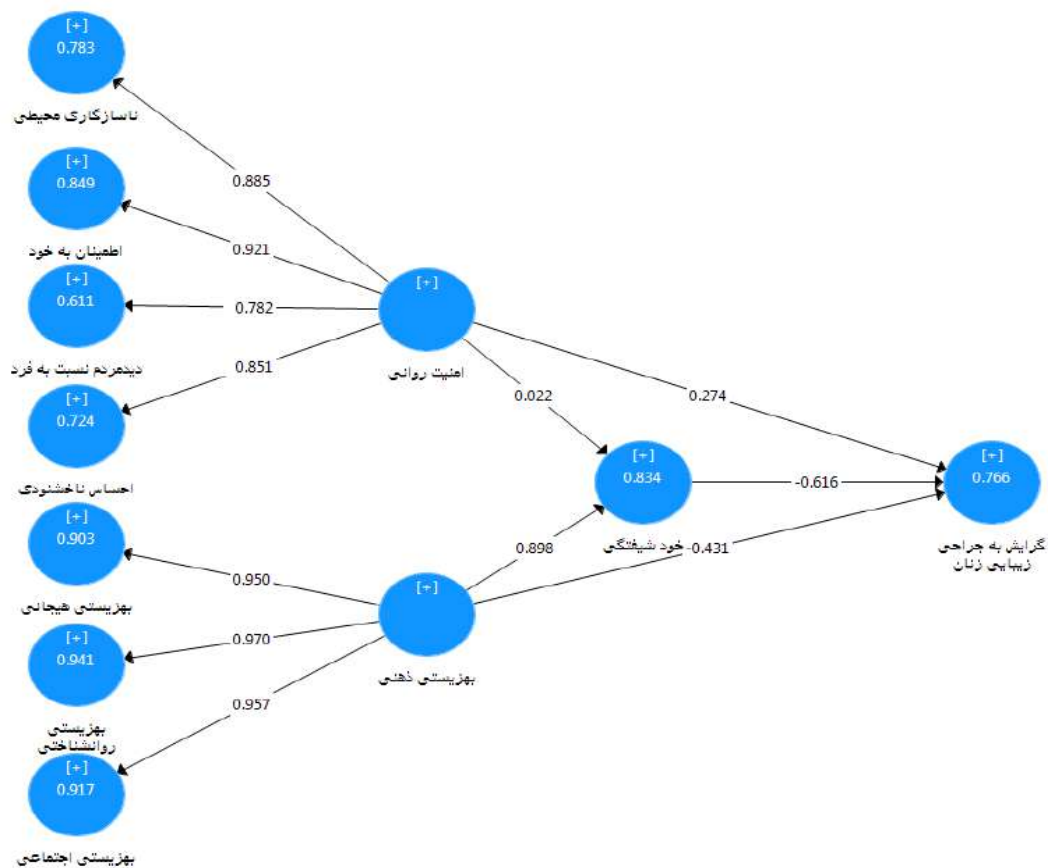 [+]
0.783
ناسازگاری محیطی
[+]
0.849
اطمینان به خود
[+]
0.611
دیدمردم نسبت به فرد
[+]
0.724
احساس ناخشنودی
[+]
0.903
بهزیستی هیجانی
[+]
0.941
بهزیستی
روانشناختی
[+]
0.917
بهزیستی اجتماعی
0.885
0.921
0.782
0.851
0.950
0.970
0.957
[+]
امنیت روانی
[+]
بهزیستی ذهنی
0.022
0.274
0.898
-0.431
[+]
0.834
خود شیفتگی
-0.616
[+]
0.766
گرایش به جراحی
زیبایی زنان